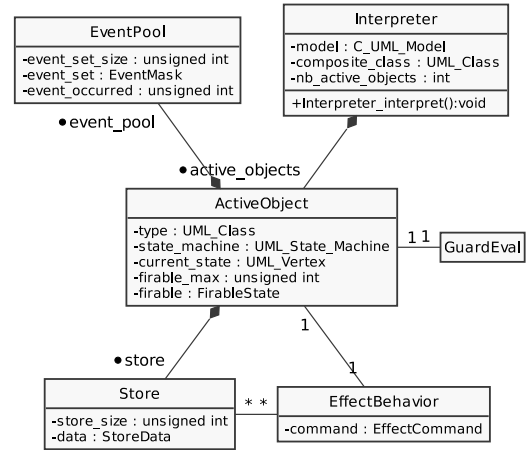 EventPool
-event_set_size : unsigned int
-event_set : EventMask
-event_occurred : unsigned int
Interpreter
-model : C_UML_Model
-composite_class : UML_Class
-nb_active_objects : int
+Interpreter_interpret():void
•event_pool
•active_objects
ActiveObject
-type : UML_Class
-state_machine : UML_State_Machine
-current_state : UML_Vertex
-firable_max : unsigned int
-firable : FirableState
1 1
GuardEval
1
•store
1
Store
-store_size : unsigned int
-data : StoreData
* *
EffectBehavior
-command : EffectCommand